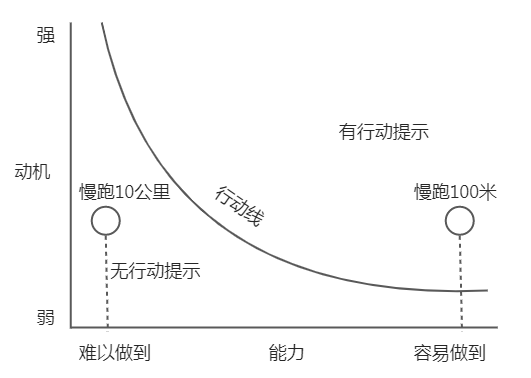 强
有行动提示
动机
慢跑10公里
行动线
慢跑100米
无行动提示
弱
难以做到
能力
容易做到